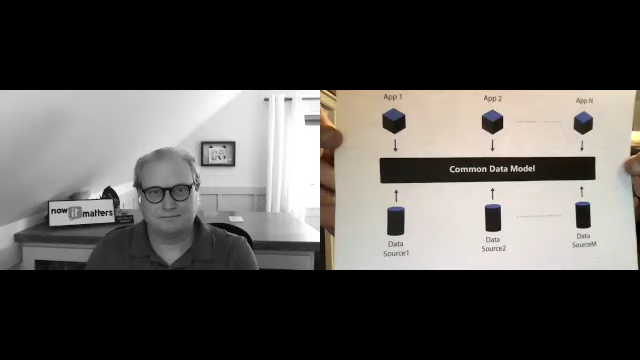 now it matters
App 1
App 2
App N
Common Data Model
Data
Source1
Data
Source2
Data
SourceM